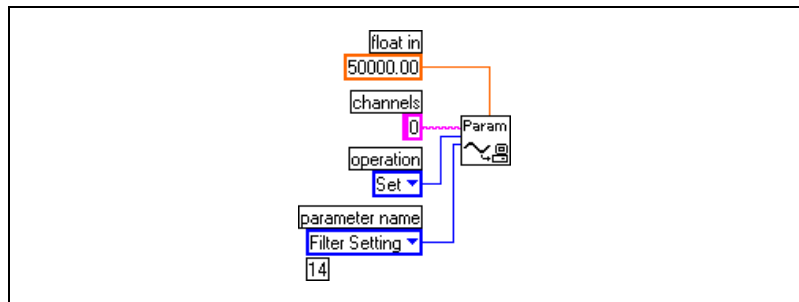 float in
50000.00
channels
0
Param
operation
Set
parameter name
Filter Setting
14